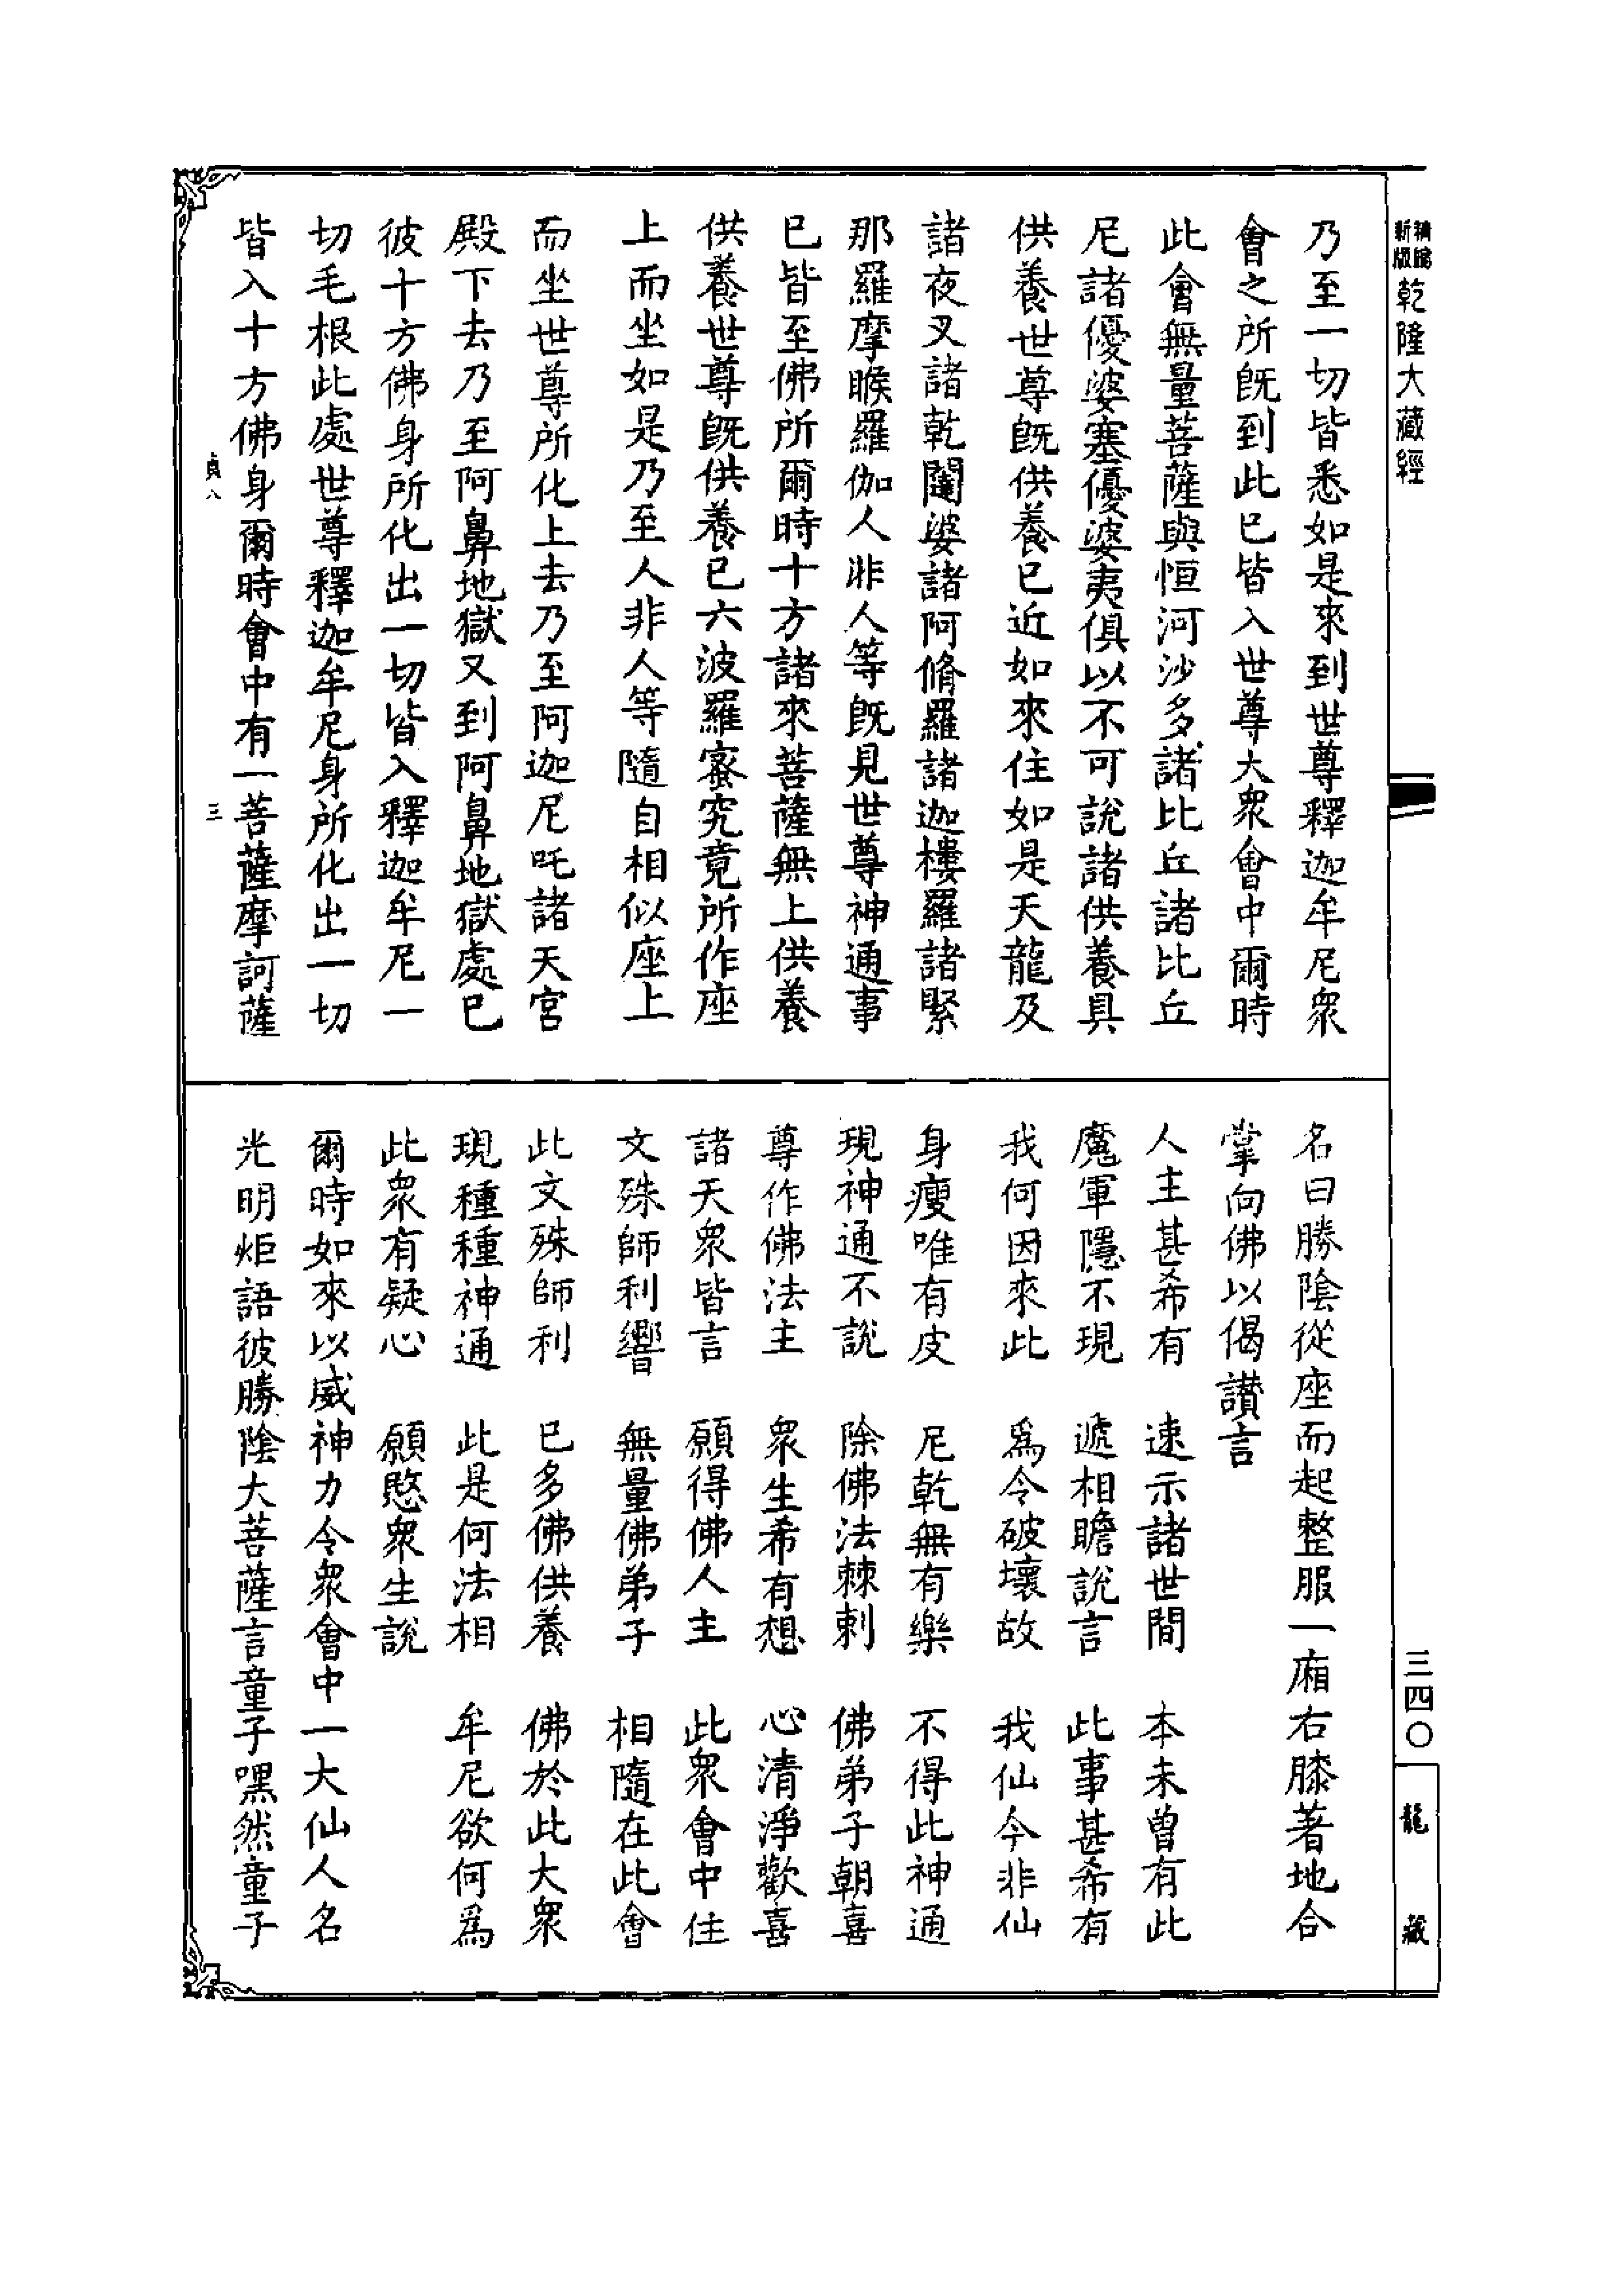 新編縮版乾隆大藏經
乃至一切皆悉如是來到世尊釋迦牟尼衆
會之所既到此已皆入世尊大衆會中爾時
此會無量菩薩與恒河沙多諸比丘諸比丘
尼諸優婆塞優婆夷俱以不可說諸供養具
供養世尊既供養已近如來住如是天龍及
諸夜叉諸乾闥婆諸阿脩羅諸迦樓羅諸緊
那羅摩睺羅伽人非人等既見世尊神通事
已皆至佛所爾時十方諸來菩薩無上供養
供養世尊既供養已六波羅蜜究竟所作座
上而坐如是乃至人非人等隨自相似座上
而坐世尊所化上去乃至阿迦尼吒諸天宮
殿下去乃至阿鼻地獄又到阿鼻地獄處已
彼十方佛身所化出一切皆入釋迦牟尼一
切毛根此處世尊釋迦牟尼身所化出一切
皆入十方佛身爾時會中有一菩薩摩訶薩
貞八 三
名曰勝陰從座而起整服一廂右膝著地合
掌向佛以偈讃言
人主甚希有 速示諸世間 本未曾有此
魔軍隱不現 遞相瞻說言 此事甚希有
我何因來此 為令破壞故 我仙今非仙
身瘦唯有皮 尼乾無有樂 不得此神通
現神通不說 除佛法棘刺 佛弟子朝喜
尊作佛法主 衆生希有想 心清淨歡喜
諸天衆皆言 願得佛人主 此衆會中住
文殊師利響 無量佛弟子 相隨在此會
此文殊師利 已多佛供養 佛於此大衆
現種種神通 此是何法相 牟尼欲何為
此衆有疑心 願愍衆生說
爾時如來以威神力令衆會中一大仙人名
光明炬語彼勝陰大菩薩言童子嘿然童子
三四〇
龍藏